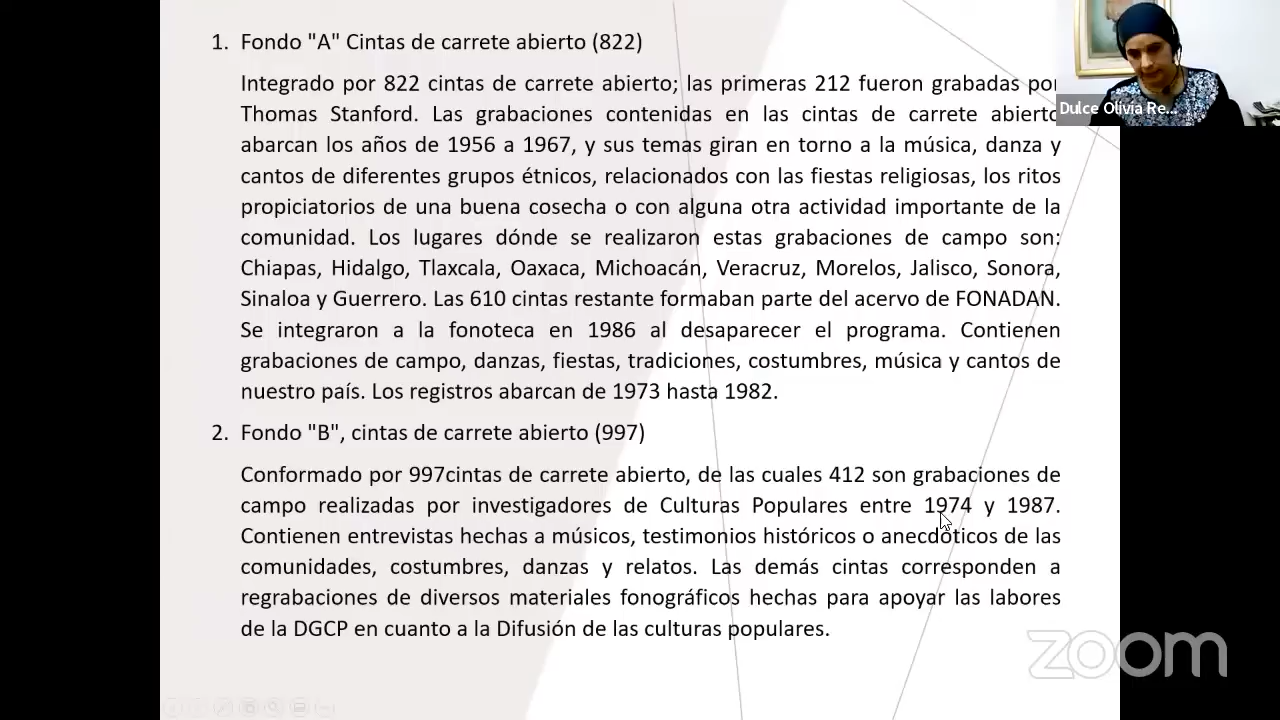 1. Fondo "A" Cintas de carrete abierto (822)
Integrado por 822 cintas de carrete abierto; las primeras 212 fueron grabadas por
Thomas Stanford. Las grabaciones contenidas en las cintas de carrete abierto
abarcan los años de 1956 a 1967, y sus temas giran en torno a la música, danza y
cantos de diferentes grupos étnicos, relacionados con las fiestas religiosas, los ritos
propiciatorios de una buena cosecha o con alguna otra actividad importante de la
comunidad. Los lugares dónde se realizaron estas grabaciones de campo son:
Chiapas, Hidalgo, Tlaxcala, Oaxaca, Michoacán, Veracruz, Morelos, Jalisco, Sonora,
Sinaloa y Guerrero. Las 610 cintas restante formaban parte del acervo de FONADAN.
Se integraron a la fonoteca en 1986 al desaparecer el programa. Contienen
grabaciones de campo, danzas, fiestas, tradiciones, costumbres, música y cantos de
nuestro país. Los registros abarcan de 1973 hasta 1982.
2. Fondo "B", cintas de carrete abierto (997)
Conformado por 997cintas de carrete abierto, de las cuales 412 son grabaciones de
campo realizadas por investigadores de Culturas Populares entre 1974 y 1987.
Contienen entrevistas hechas a músicos, testimonios históricos o anecdóticos de las
comunidades, costumbres, danzas y relatos. Las demás cintas corresponden a
regrabaciones de diversos materiales fonográficos hechas para apoyar las labores
de la DGCP en cuanto a la Difusión de las culturas populares.
Dulce Olivia Re...
zoom